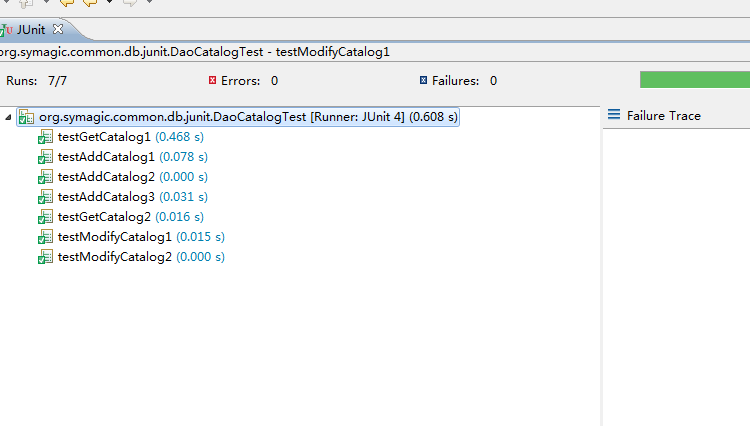 JUnit
org.symagic.common.db.junit.DaoCatalogTest - testModifyCatalog1
Runs: 7/7 Errors: 0 Failures: 0
org.symagic.common.db.junit.DaoCatalogTest [Runner: JUnit 4] (0.608 s)
Failure Trace
testGetCatalog1 (0.468 s)
testAddCatalog1 (0.078 s)
testAddCatalog2 (0.000 s)
testAddCatalog3 (0.031 s)
testGetCatalog2 (0.016 s)
testModifyCatalog1 (0.015 s)
testModifyCatalog2 (0.000 s)